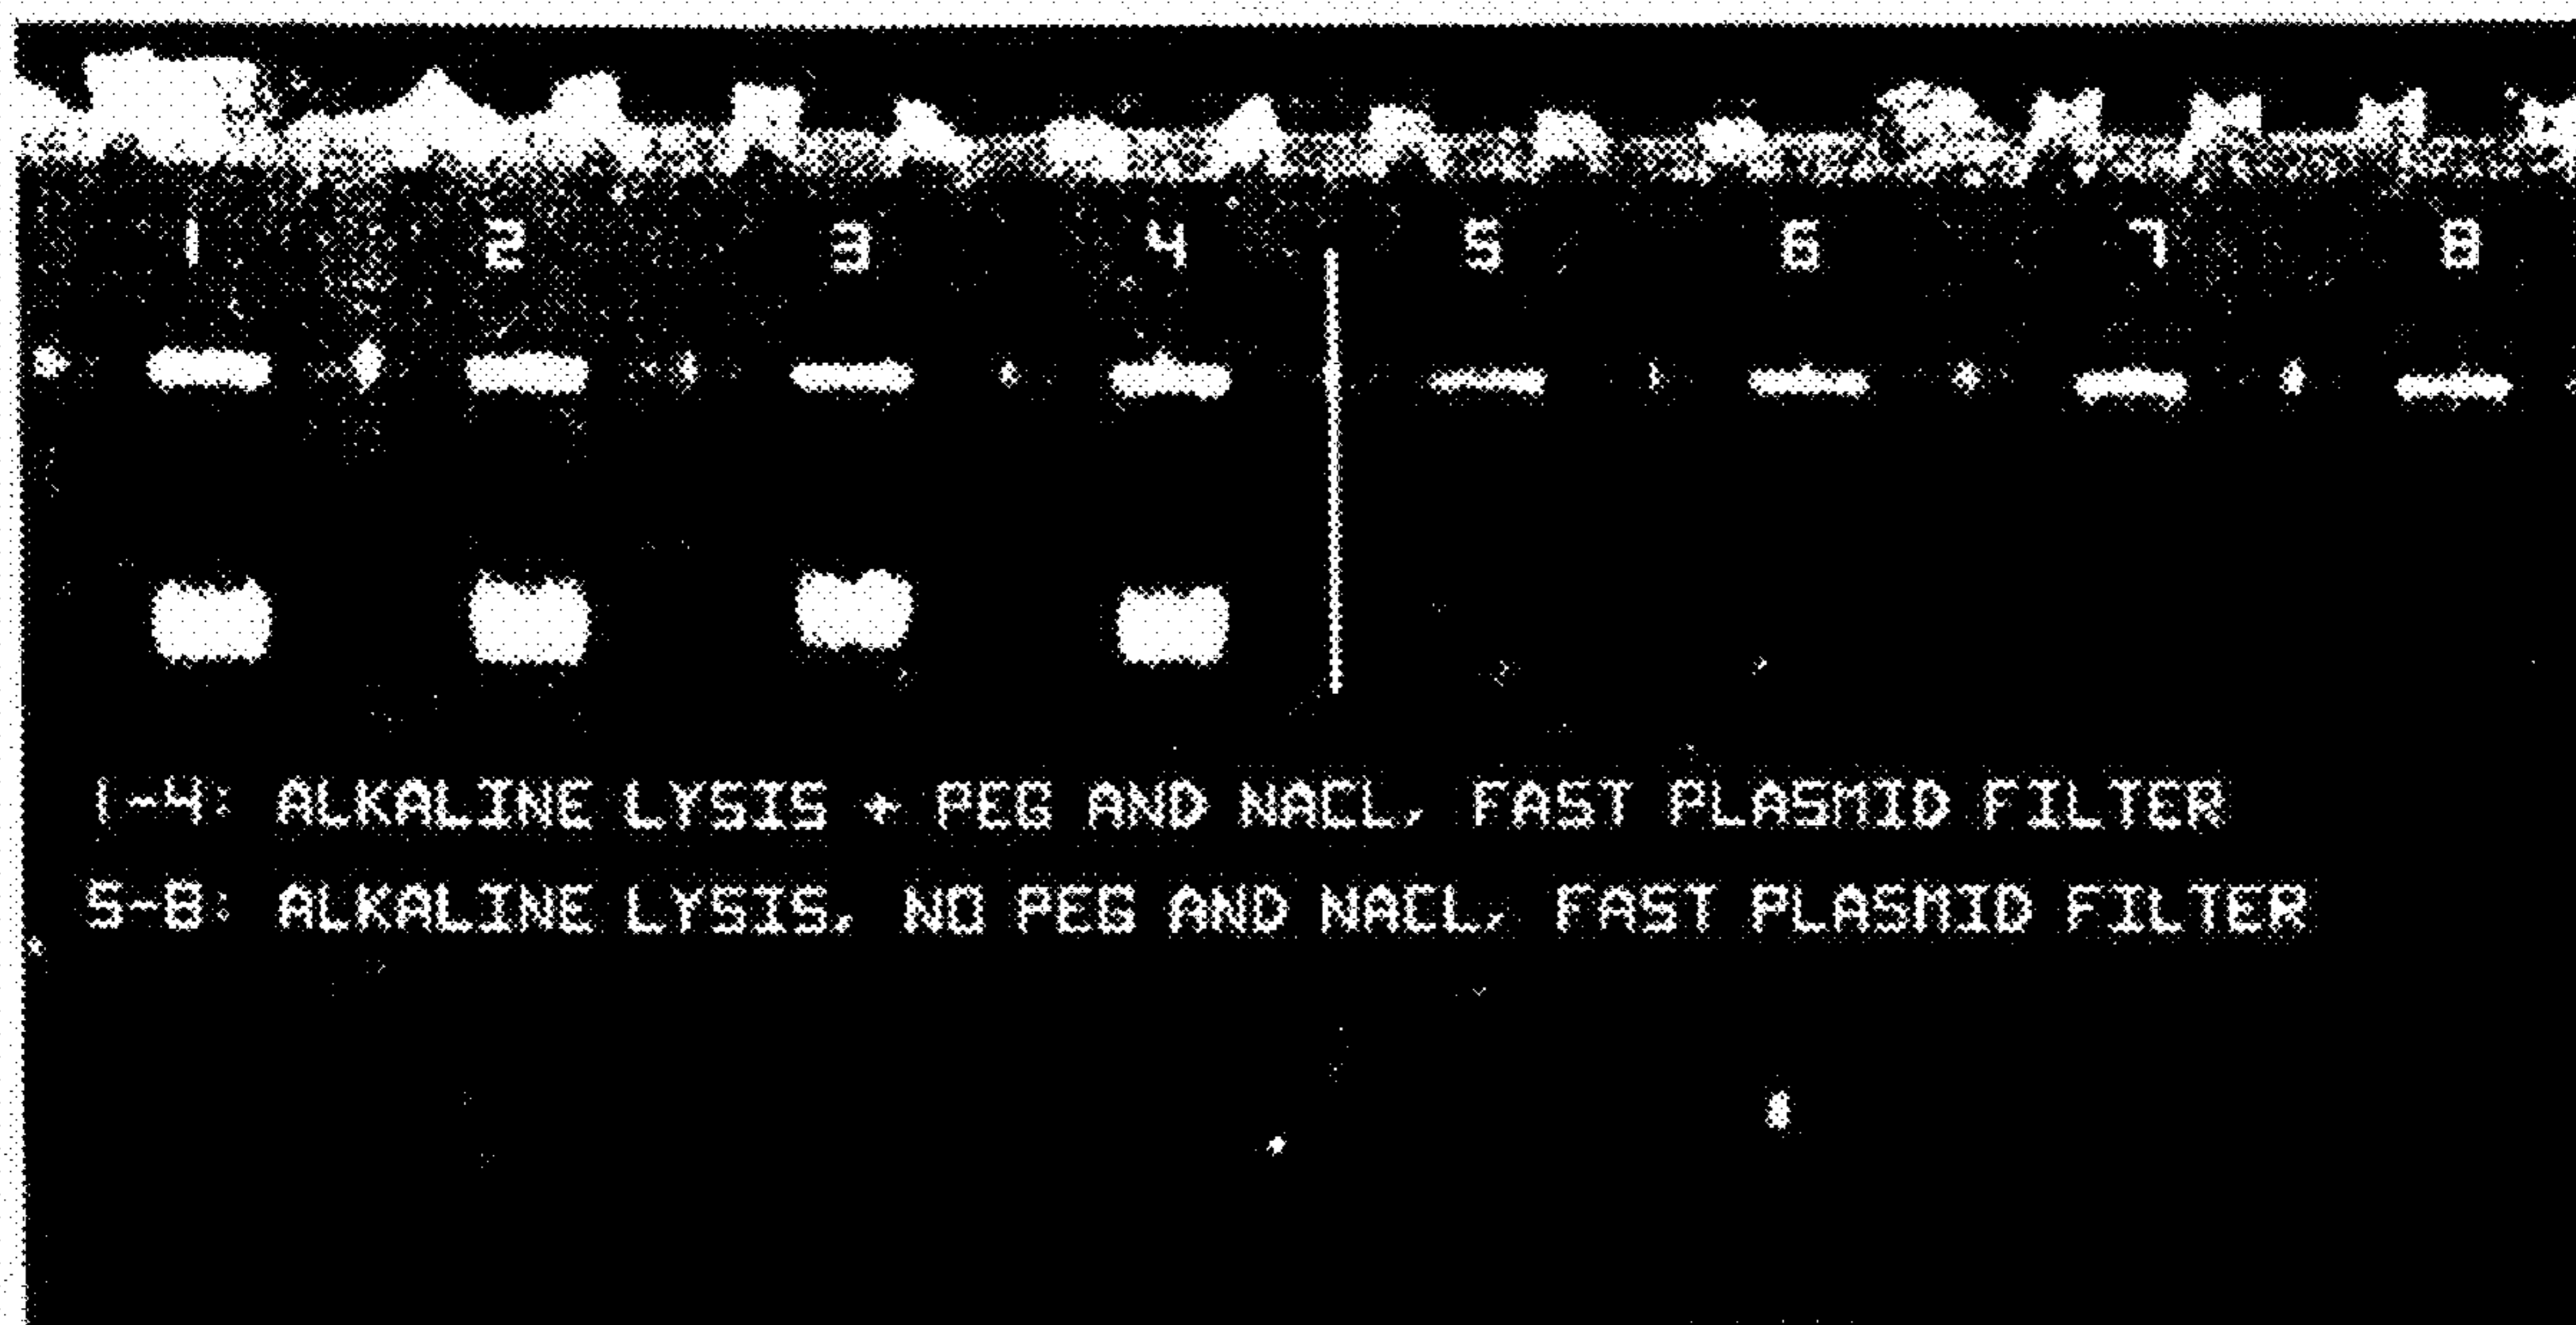 1 2 3 4 5 6 7 8
1-4: ALKALINE LYSIS + PEG AND NACL, FAST PLASMID FILTER
5-8: ALKALINE LYSIS, NO PEG AND NACL, FAST PLASMID FILTER